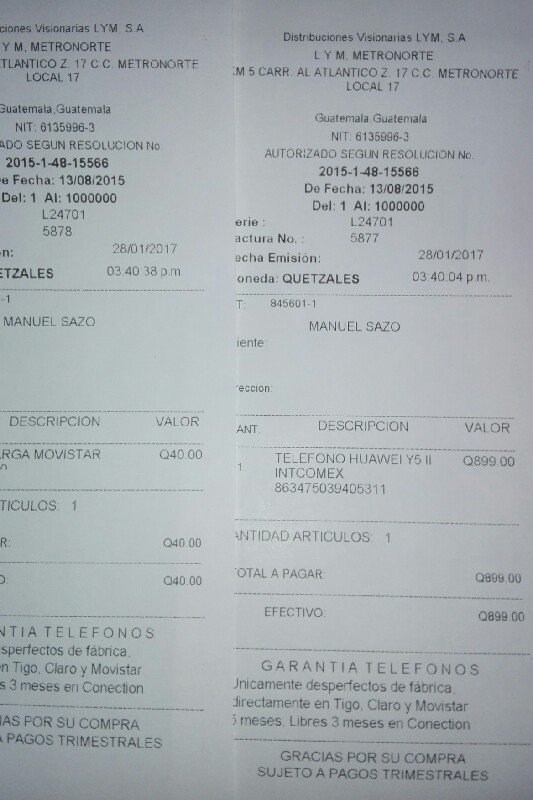 ciones Visionarias LYM, S.A
L Y M, METRONORTE
ATLANTICO Z. 17 C.C. METRONORTE
LOCAL 17
Guatemala,Guatemala
NIT: 6135996-3
ADO SEGUN RESOLUCION No
2015-1-48-15566
De Fecha: 13/08/2015
Del: 1 Al: 1000000
L24701
5878
ón: 28/01/2017
ETZALES 03:40:38 p.m.
-1
MANUEL SAZO
DESCRIPCION VALOR
ARGA MOVISTAR Q40.00
TICULOS: 1
R: Q40.00
O: Q40.00
NTIA TELEFONOS
sperfectos de fábrica,
en Tigo, Claro y Movistar
s 3 meses en Conection
IAS POR SU COMPRA
A PAGOS TRIMESTRALES
Distribuciones Visionarias LYM, S.A
L Y M, METRONORTE
KM 5 CARR. AL ATLANTICO Z. 17 C.C. METRONORTE
LOCAL 17
Guatemala,Guatemala
NIT: 6135996-3
AUTORIZADO SEGUN RESOLUCION No.
2015-1-48-15566
De Fecha: 13/08/2015
Del: 1 Al: 1000000
erie : L24701
actura No. : 5877
echa Emisión: 28/01/2017
oneda: QUETZALES 03:40:04 p.m.
T: 845601-1
MANUEL SAZO
iente:
rección:
ANT. DESCRIPCION VALOR
1 TELEFONO HUAWEI Y5 II Q899.00
INTCOMEX
863475039405311
ANTIDAD ARTICULOS: 1
OTAL A PAGAR: Q899.00
EFECTIVO: Q899.00
GARANTIA TELEFONOS
Unicamente desperfectos de fábrica,
directamente en Tigo, Claro y Movistar
6 meses, Libres 3 meses en Conection
GRACIAS POR SU COMPRA
SUJETO A PAGOS TRIMESTRALES